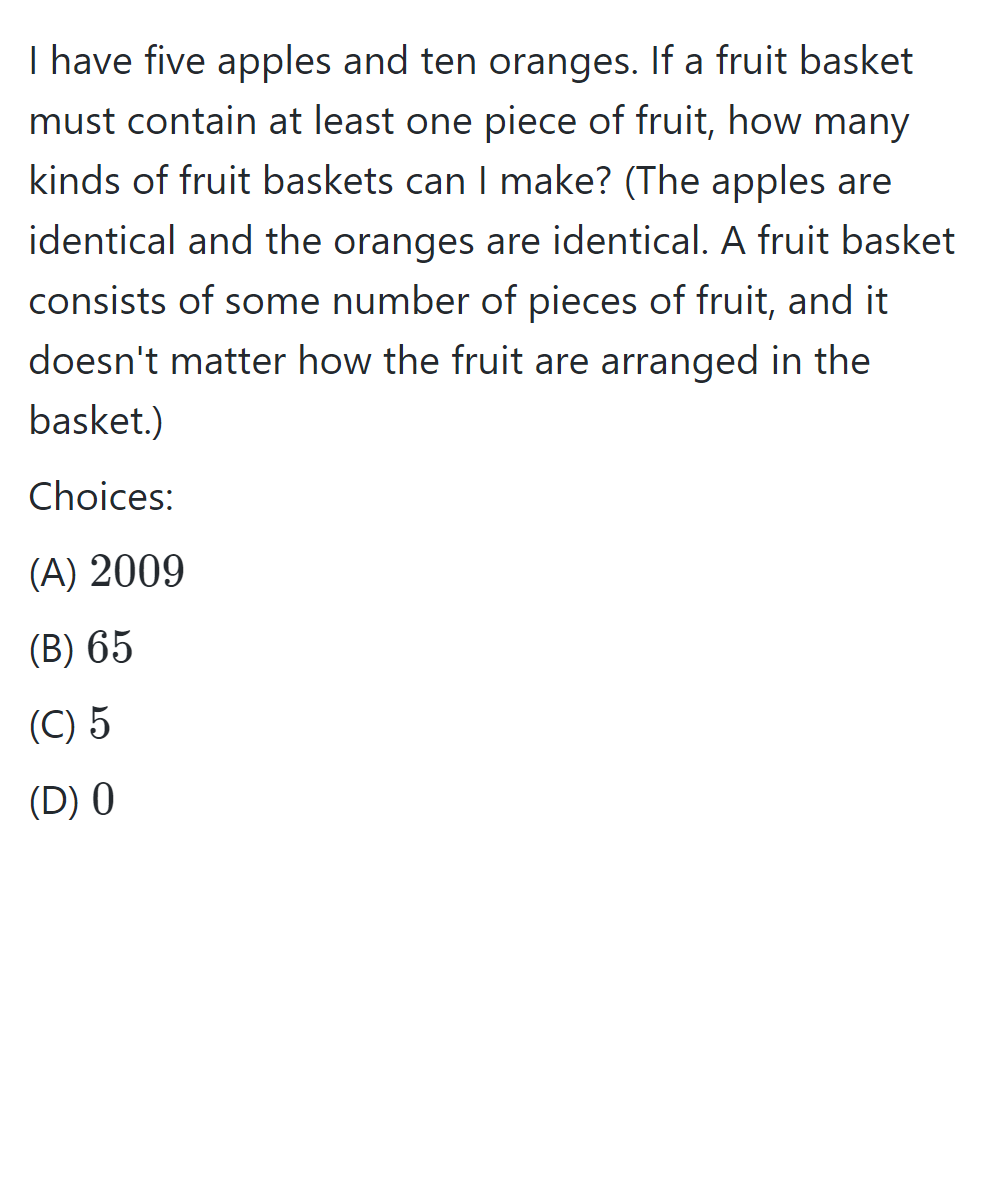 I have five apples and ten oranges. If a fruit basket
must contain at least one piece of fruit, how many
kinds of fruit baskets can I make? (The apples are
identical and the oranges are identical. A fruit basket
consists of some number of pieces of fruit, and it
doesn't matter how the fruit are arranged in the
basket.)
Choices:
(A) 2009
(B) 65
(C) 5
(D) 0